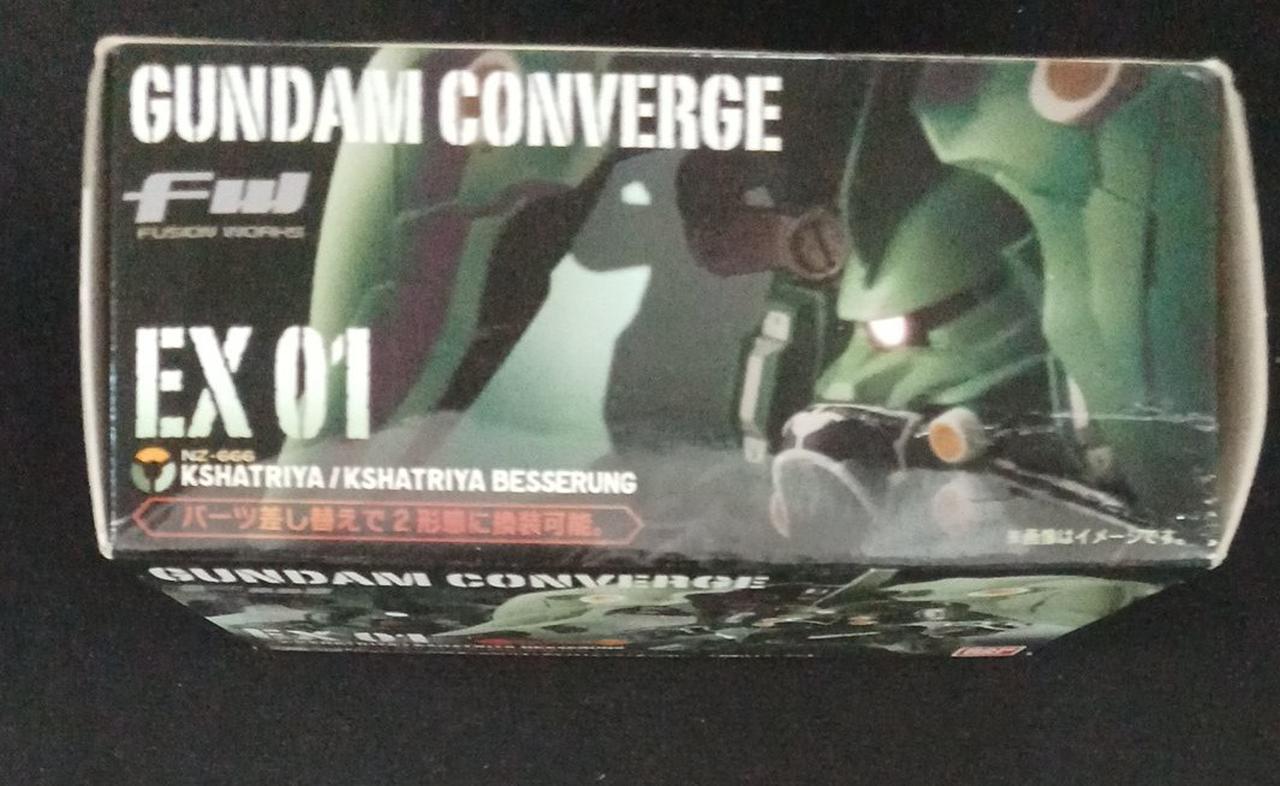 GUNDAM CONVERGE
FW
FUSION WORKS
EX 01
NZ-666
KSHATRIYA / KSHATRIYA BESSERUNG
パーツ差し替えで2形態に換装可能。
※画像はイメージです。
GUNDAM CONVERGE
EX 01